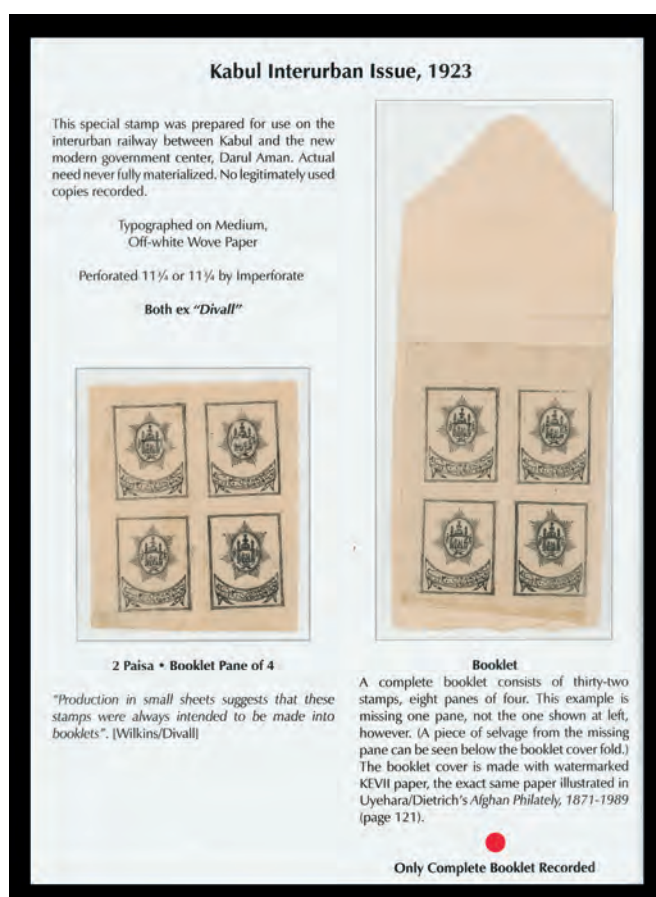 Kabul Interurban Issue, 1923
This special stamp was prepared for use on the
interurban railway between Kabul and the new
modern government center, Darul Aman. Actual
need never fully materialized. No legitimately used
copies recorded.
Typographed on Medium,
Off-white Wove Paper
Perforated 11¼ or 11¼ by Imperforate
Both ex "Divall"
2 Paisa • Booklet Pane of 4
"Production in small sheets suggests that these
stamps were always intended to be made into
booklets". [Wilkins/Divall]
Booklet
A complete booklet consists of thirty-two
stamps, eight panes of four. This example is
missing one pane, not the one shown at left,
however. (A piece of selvage from the missing
pane can be seen below the booklet cover fold.)
The booklet cover is made with watermarked
KEVII paper, the exact same paper illustrated in
Uyehara/Dietrich's Afghan Philately, 1871-1989
(page 121).
Only Complete Booklet Recorded